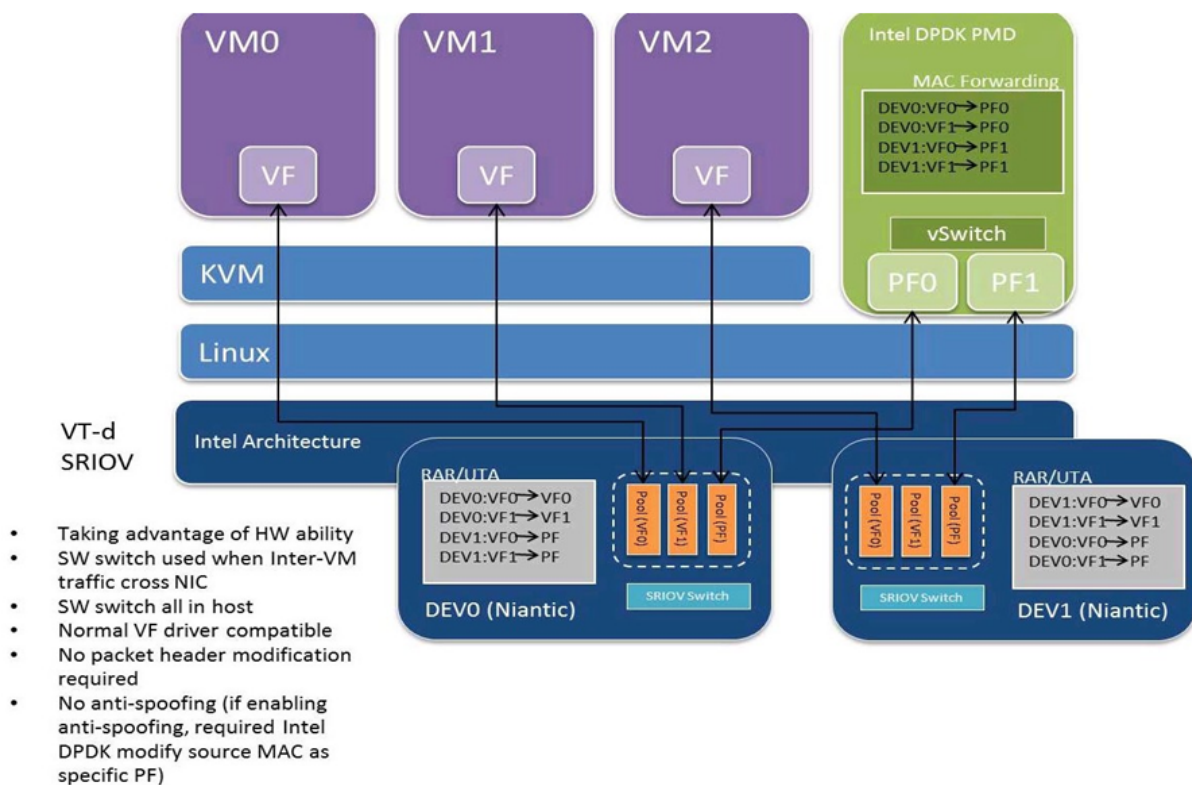 VM0
VM1
VM2
Intel DPDK PMD
MAC Forwarding
DEV0:VF0→PF0
DEV0:VF1→PF0
DEV1:VF0→PF1
DEV1:VF1→PF1
VF
VF
VF
vSwitch
PF0
PF1
KVM
Linux
VT-d
SRIOV
Intel Architecture
RAR/UTA
DEV0:VF0→VF0
DEV0:VF1→VF1
DEV1:VF0→PF
DEV1:VF1→PF
Pool(VF0)
Pool(VF1)
Pool(PF)
SRIOV Switch
DEV0 (Niantic)
Pool(VF0)
Pool(VF1)
Pool(PF)
SRIOV Switch
RAR/UTA
DEV1:VF0→VF0
DEV1:VF1→VF1
DEV0:VF0→PF
DEV0:VF1→PF
DEV1 (Niantic)
• Taking advantage of HW ability
• SW switch used when Inter-VM
traffic cross NIC
• SW switch all in host
• Normal VF driver compatible
• No packet header modification
required
• No anti-spoofing (if enabling
anti-spoofing, required Intel
DPDK modify source MAC as
specific PF)